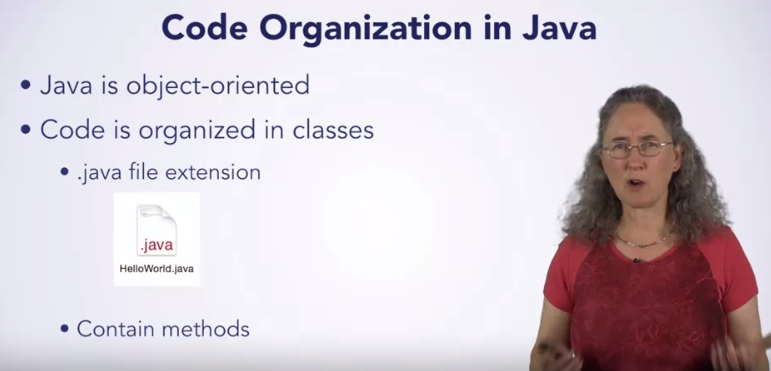 Code Organization in Java
• Java is object-oriented
• Code is organized in classes
• .java file extension
.java
HelloWorld.java
• Contain methods